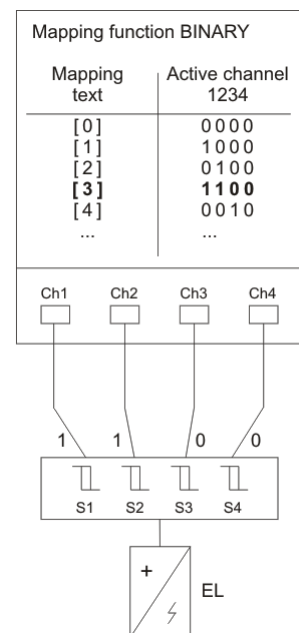 Mapping function BINARY
Mapping Active channel
text 1234
[0] 0000
[1] 1000
[2] 0100
[3] 1100
[4] 0010
... ...
Ch1 Ch2 Ch3 Ch4
1 1 0 0
S1 S2 S3 S4
+
EL